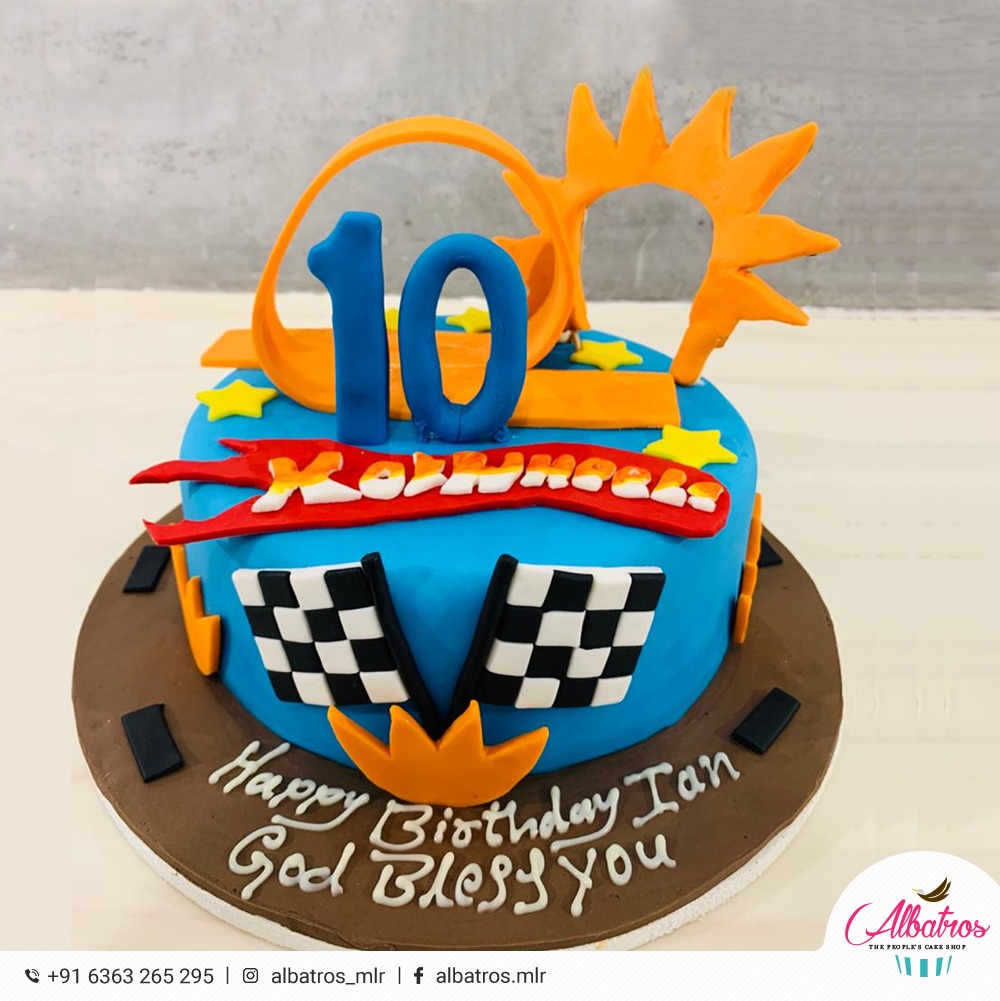 10
HotWheels
Happy Birthday Ian
God Bless You
Albatros
THE PEOPLE'S CAKE SHOP
+91 6363 265 295 | albatros_mlr | albatros.mlr